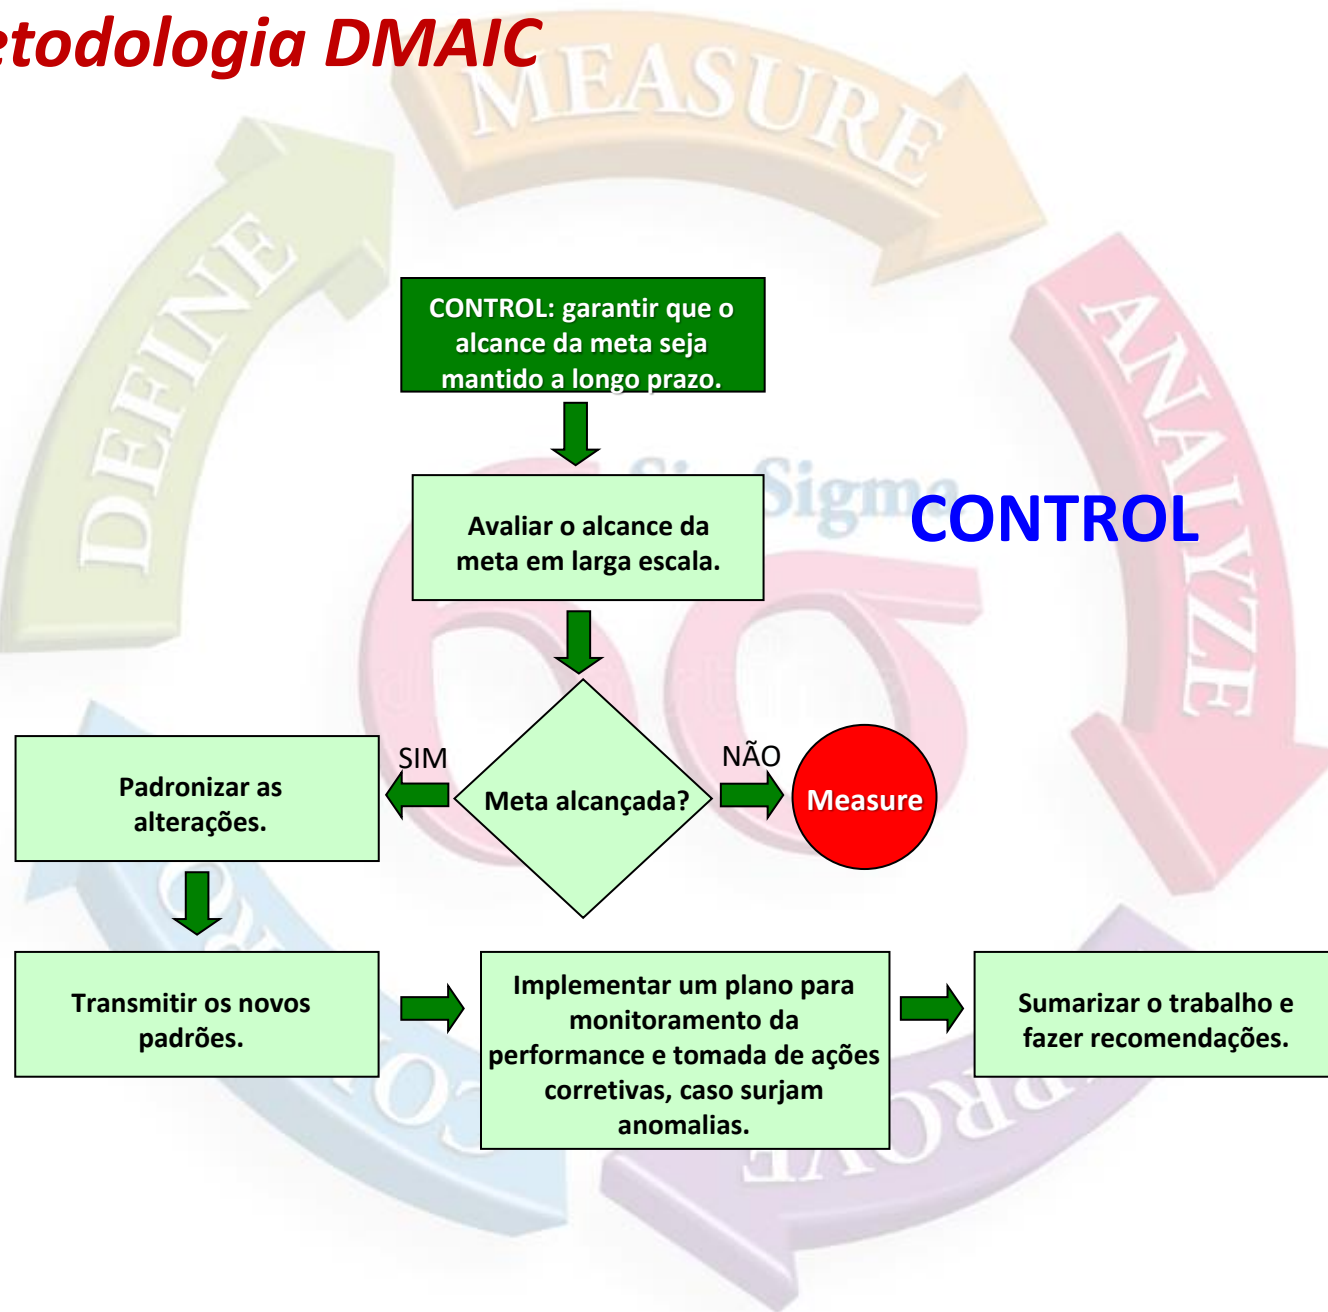 etodologia DMAIC
MEASURE
DEFINE
ANALYZE
CONTROL: garantir que o
alcance da meta seja
mantido a longo prazo.
Sigma
Avaliar o alcance da
meta em larga escala.
CONTROL
SIM
NÃO
Padronizar as
alterações.
Meta alcançada?
Measure
Transmitir os novos
padrões.
Implementar um plano para
monitoramento da
performance e tomada de ações
corretivas, caso surjam
anomalias.
Sumarizar o trabalho e
fazer recomendações.